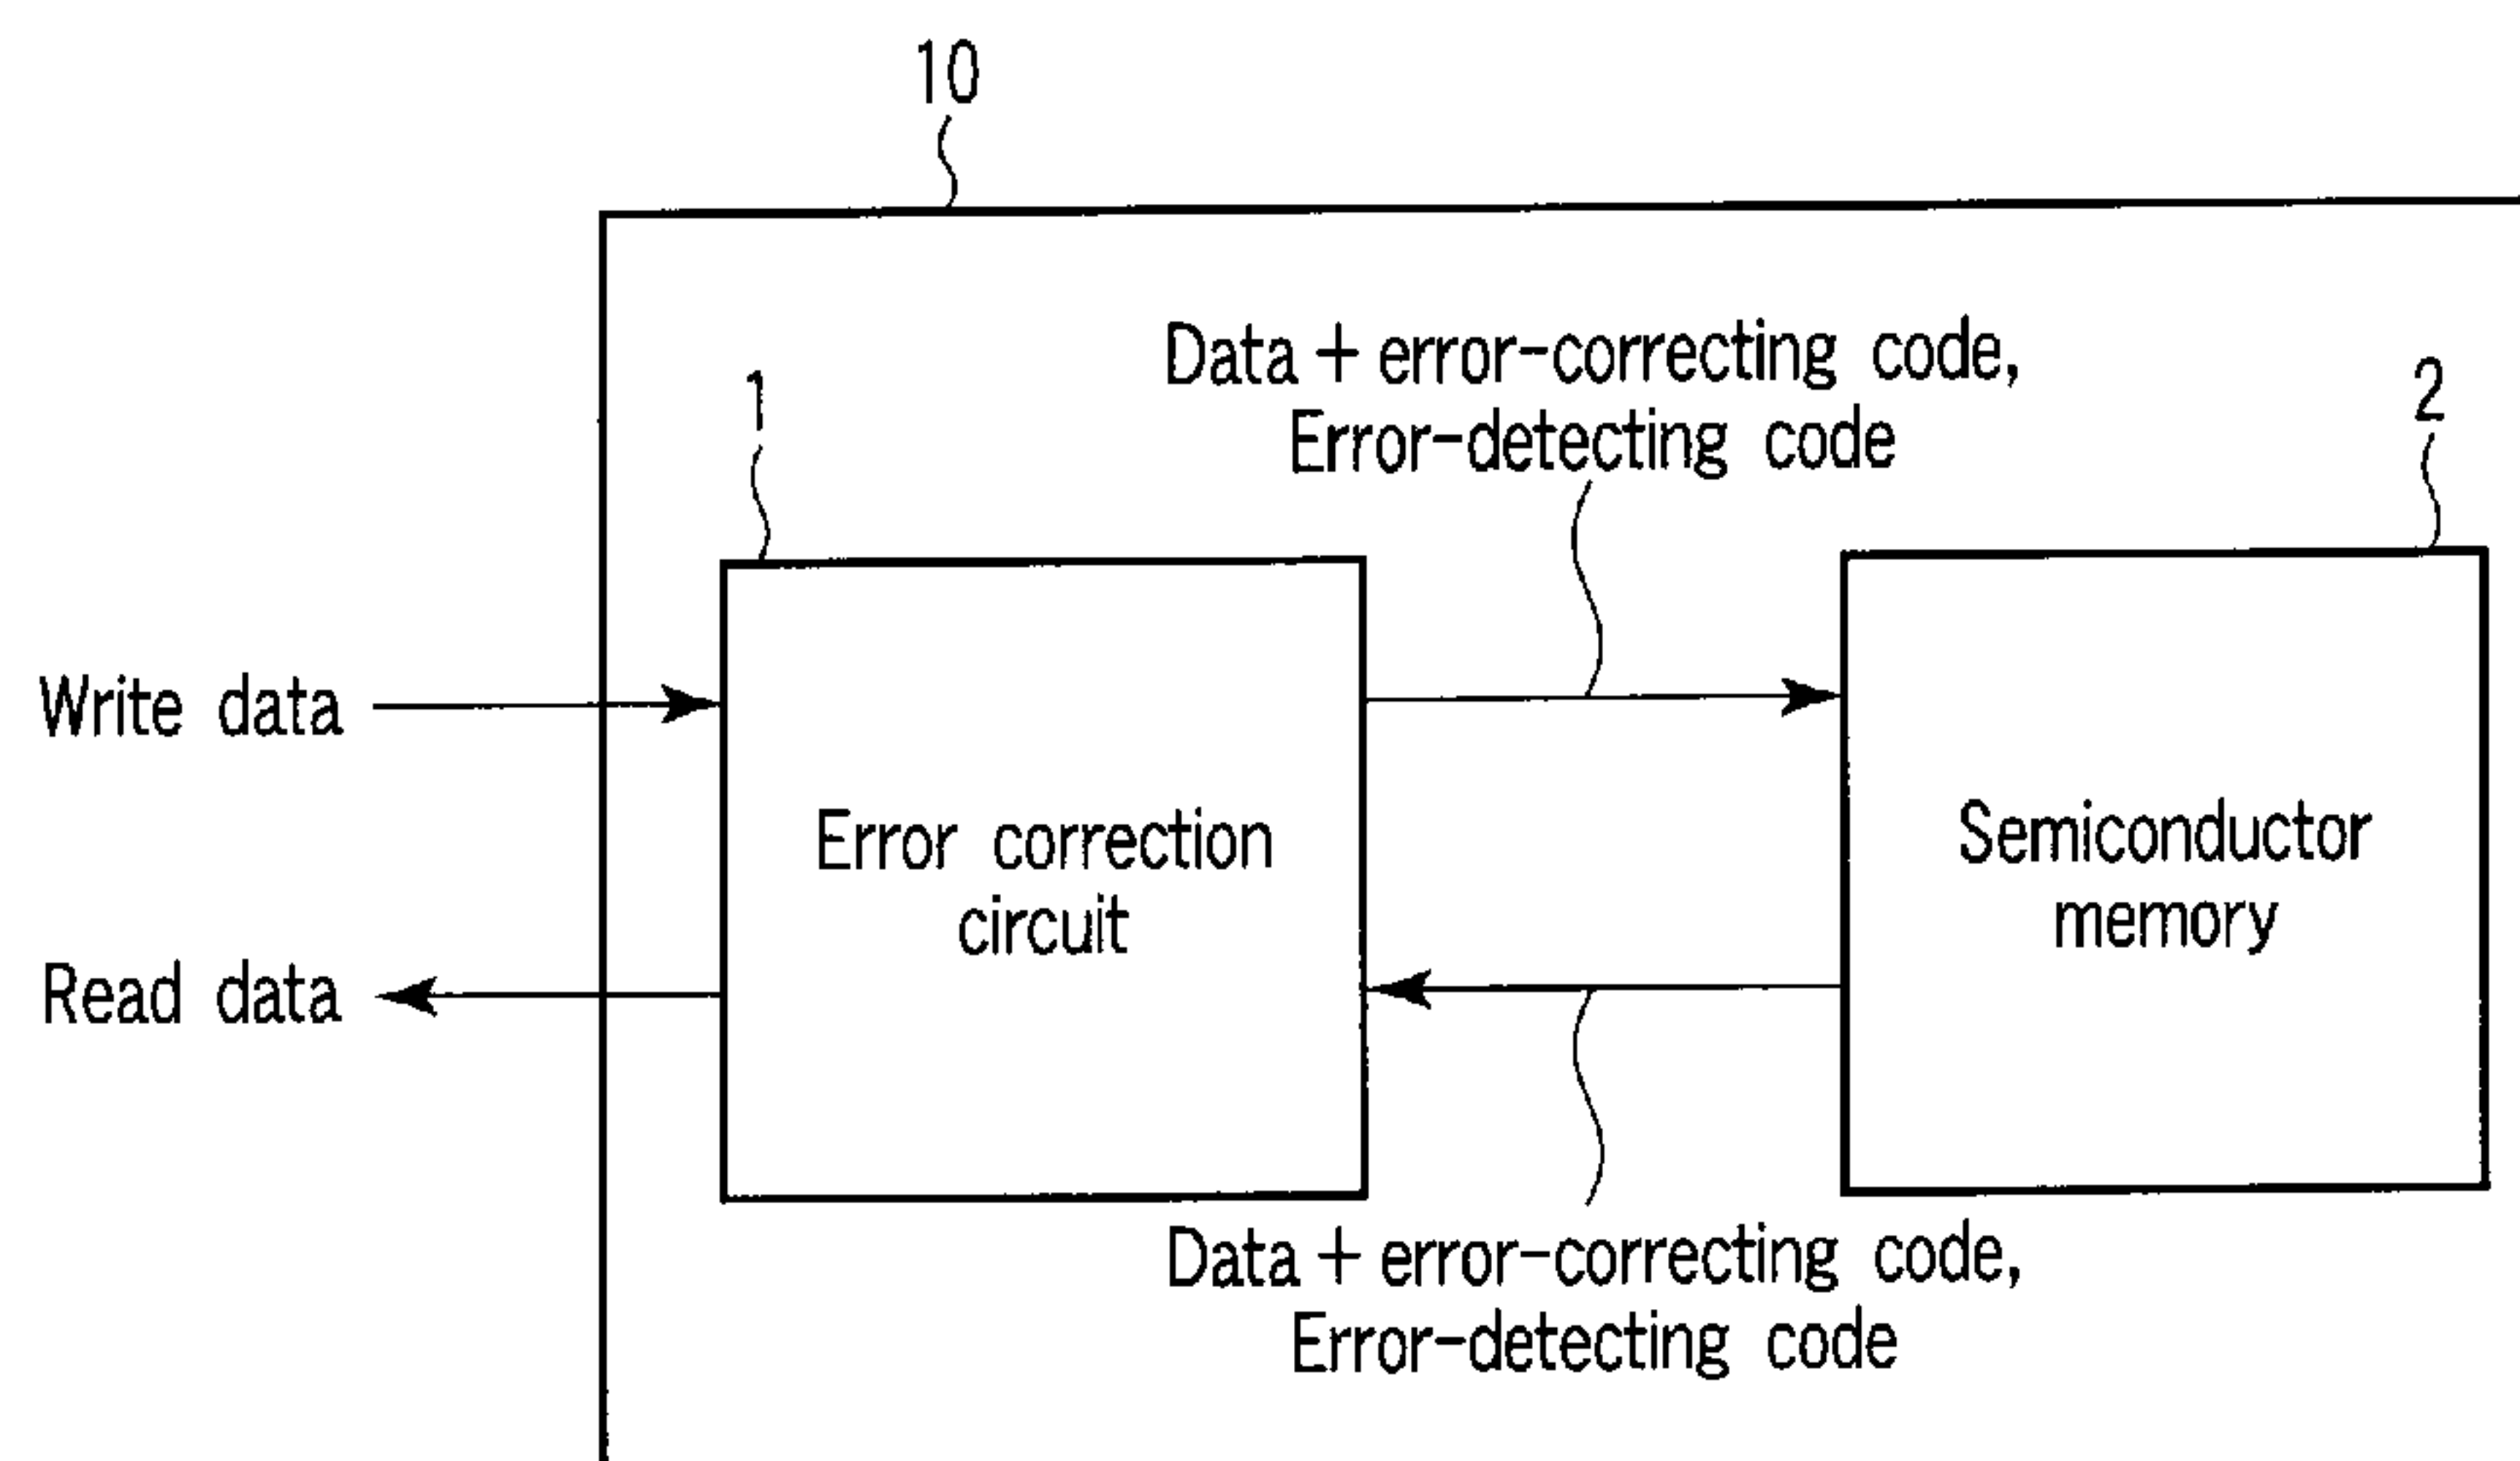 10
Data + error-correcting code,
Error-detecting code
1
2
Write data
Error correction
circuit
Semiconductor
memory
Read data
Data + error-correcting code,
Error-detecting code